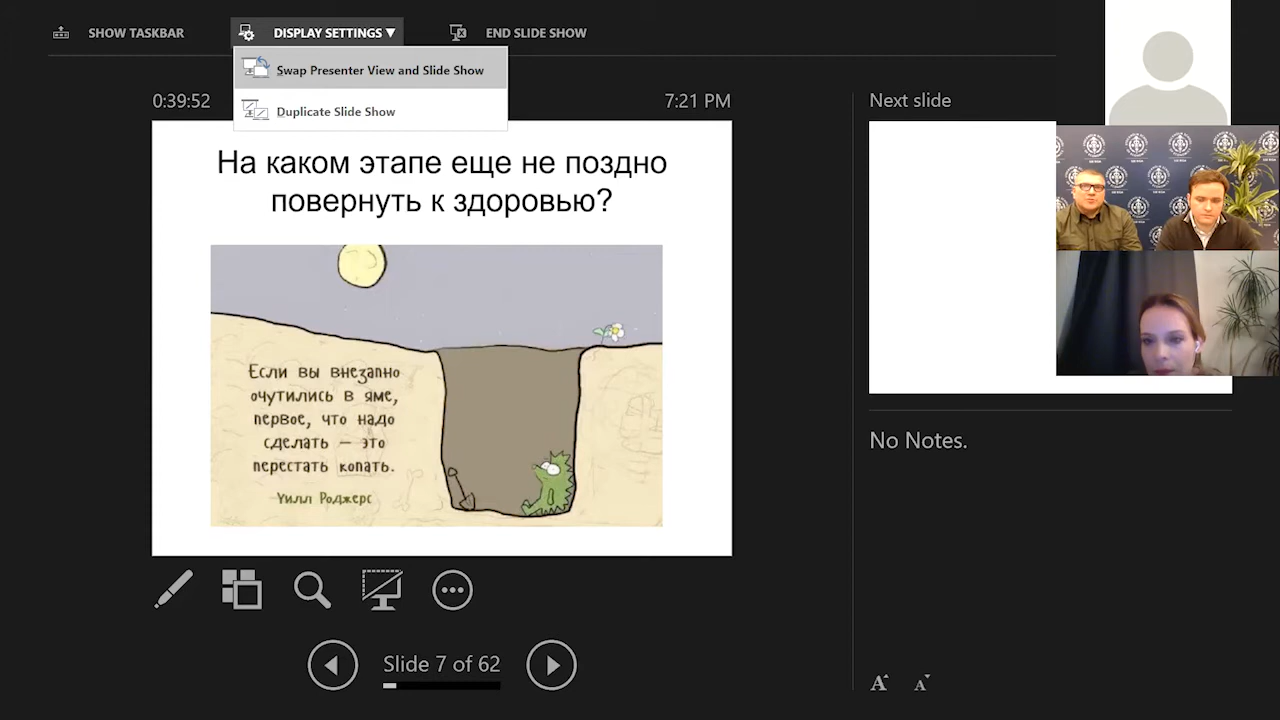 SHOW TASKBAR
DISPLAY SETTINGS ▼
END SLIDE SHOW
Swap Presenter View and Slide Show
Duplicate Slide Show
0:39:52
7:21 PM
На каком этапе еще не поздно
повернуть к здоровью?
Если вы внезапно
очутились в яме,
первое, что надо
сделать — это
перестать копать.
Уилл Роджерс
Slide 7 of 62
Next slide
No Notes.
A
A